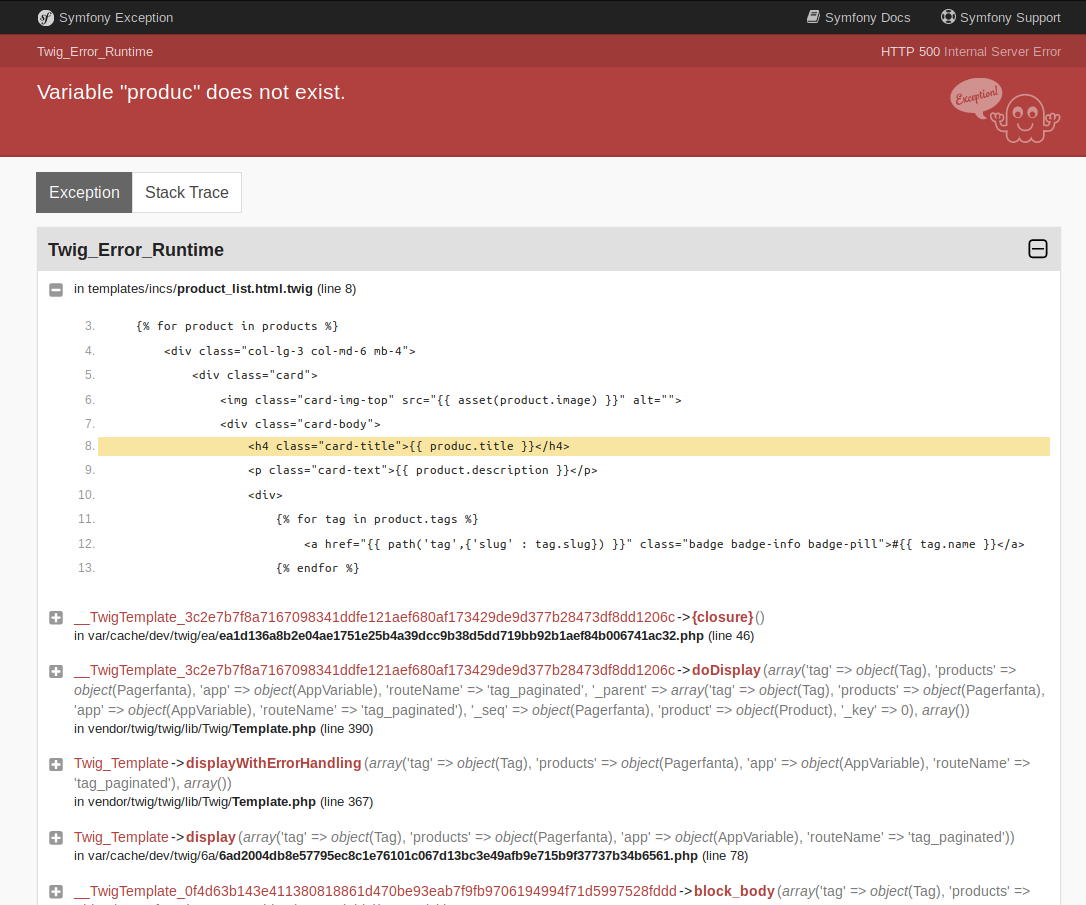 sf Symfony Exception Symfony Docs Symfony Support
Twig_Error_Runtime HTTP 500 Internal Server Error
Variable "produc" does not exist.
Exception!
Exception Stack Trace
Twig_Error_Runtime
in templates/incs/product_list.html.twig (line 8)
3. {% for product in products %}
4. <div class="col-lg-3 col-md-6 mb-4">
5. <div class="card">
6. <img class="card-img-top" src="{{ asset(product.image) }}" alt="">
7. <div class="card-body">
8. <h4 class="card-title">{{ produc.title }}</h4>
9. <p class="card-text">{{ product.description }}</p>
10. <div>
11. {% for tag in product.tags %}
12. <a href="{{ path('tag',{'slug' : tag.slug}) }}" class="badge badge-info badge-pill">#{{ tag.name }}</a>
13. {% endfor %}
__TwigTemplate_3c2e7b7f8a7167098341ddfe121aef680af173429de9d377b28473df8dd1206c->{closure}()
in var/cache/dev/twig/ea/ea1d136a8b2e04ae1751e25b4a39dcc9b38d5dd719bb92b1aef84b006741ac32.php (line 46)
__TwigTemplate_3c2e7b7f8a7167098341ddfe121aef680af173429de9d377b28473df8dd1206c->doDisplay(array('tag' => object(Tag), 'products' =>
object(Pagerfanta), 'app' => object(AppVariable), 'routeName' => 'tag_paginated', '_parent' => array('tag' => object(Tag), 'products' => object(Pagerfanta),
'app' => object(AppVariable), 'routeName' => 'tag_paginated'), '_seq' => object(Pagerfanta), 'product' => object(Product), '_key' => 0), array())
in vendor/twig/twig/lib/Twig/Template.php (line 390)
Twig_Template->displayWithErrorHandling(array('tag' => object(Tag), 'products' => object(Pagerfanta), 'app' => object(AppVariable), 'routeName' =>
'tag_paginated'), array())
in vendor/twig/twig/lib/Twig/Template.php (line 367)
Twig_Template->display(array('tag' => object(Tag), 'products' => object(Pagerfanta), 'app' => object(AppVariable), 'routeName' => 'tag_paginated'))
in var/cache/dev/twig/6a/6ad2004db8e57795ec8c1e76101c067d13bc3e49afb9e715b9f37737b34b6561.php (line 78)
__TwigTemplate_0f4d63b143e411380818861d470be93eab7f9fb9706194994f71d5997528fddd->block_body(array('tag' => object(Tag), 'products' =>